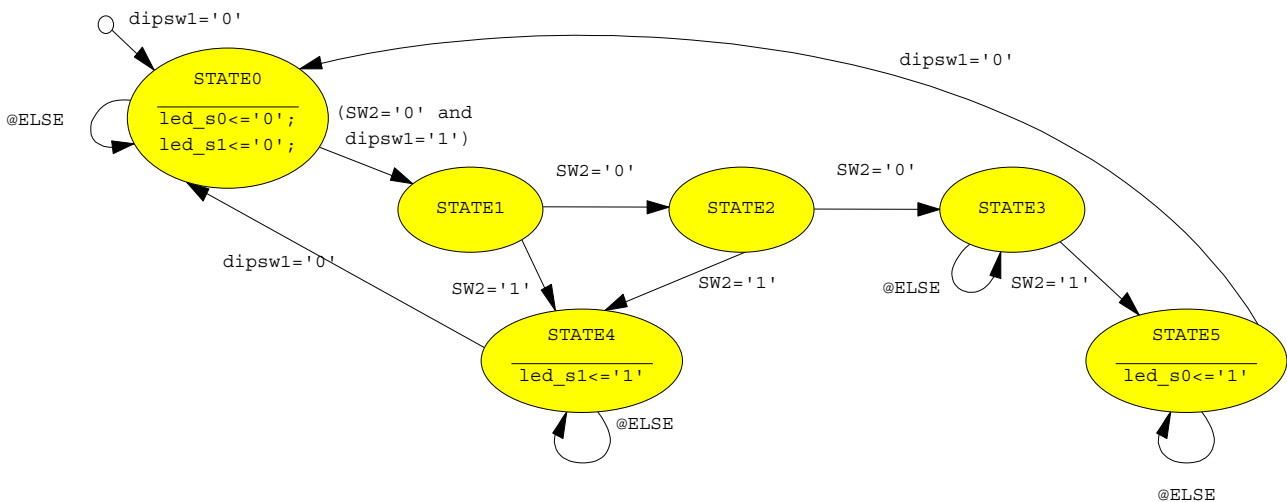 dipsw1='0'
dipsw1='0'
STATE0
led_s0<='0';
led_s1<='0';
@ELSE
(SW2='0' and
dipsw1='1')
SW2='0'
SW2='0'
STATE1
STATE2
STATE3
dipsw1='0'
SW2='1'
SW2='1'
@ELSE
SW2='1'
STATE4
led_s1<='1'
STATE5
led_s0<='1'
@ELSE
@ELSE